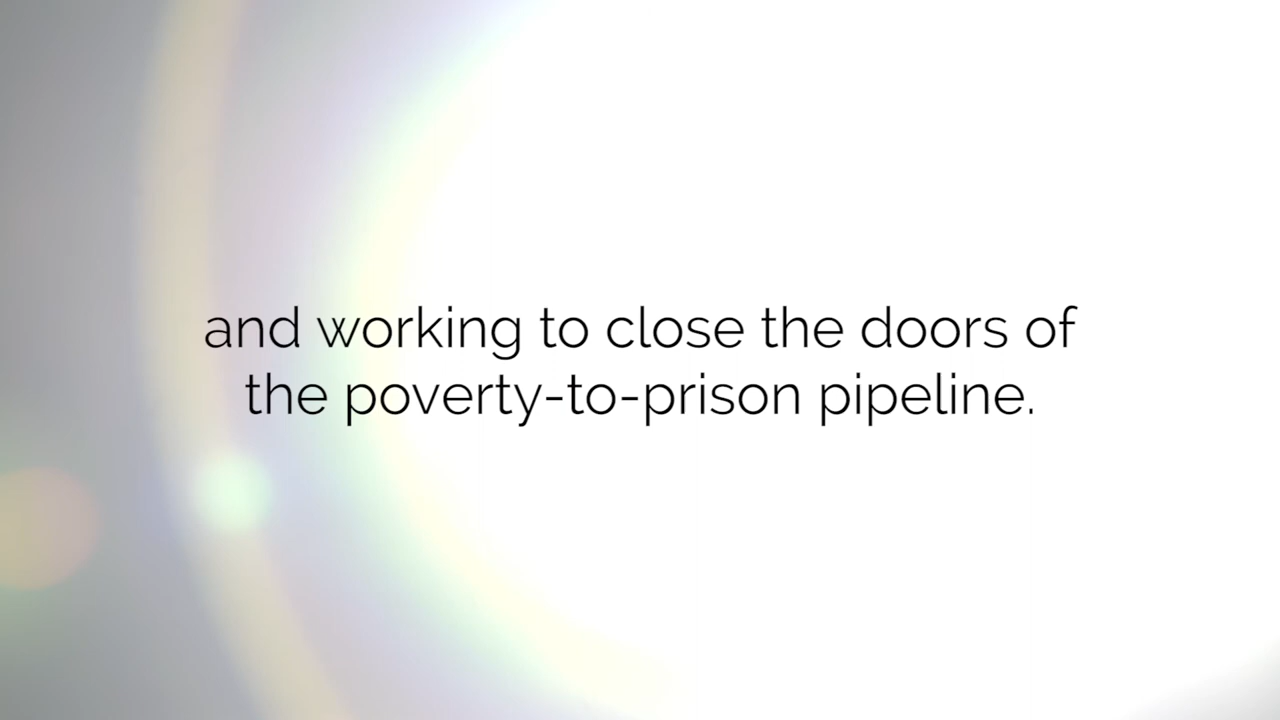 and working to close the doors of
the poverty-to-prison pipeline.